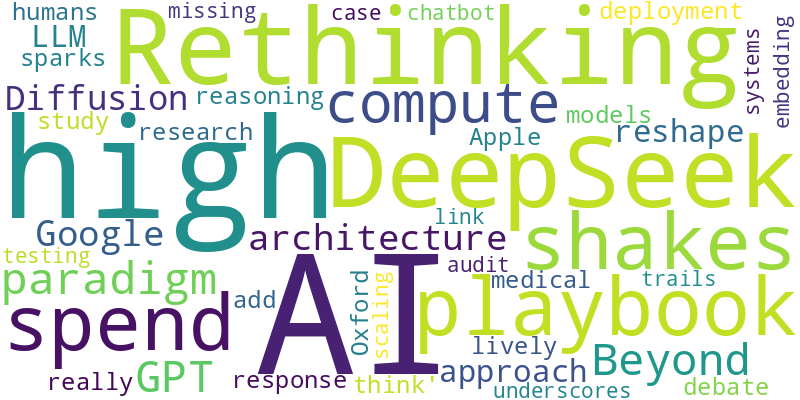 humans missing case chatbot deployment
LLM Rethinking
sparks systems embedding
Diffusion reasoning compute models
study research Apple reshape
high DeepSeek
link
Google architecture shakes
testing audit
paradigm add Oxford scaling medical trails
spend AI playbook
lively Beyond
really GPT response think' approach
underscores debate